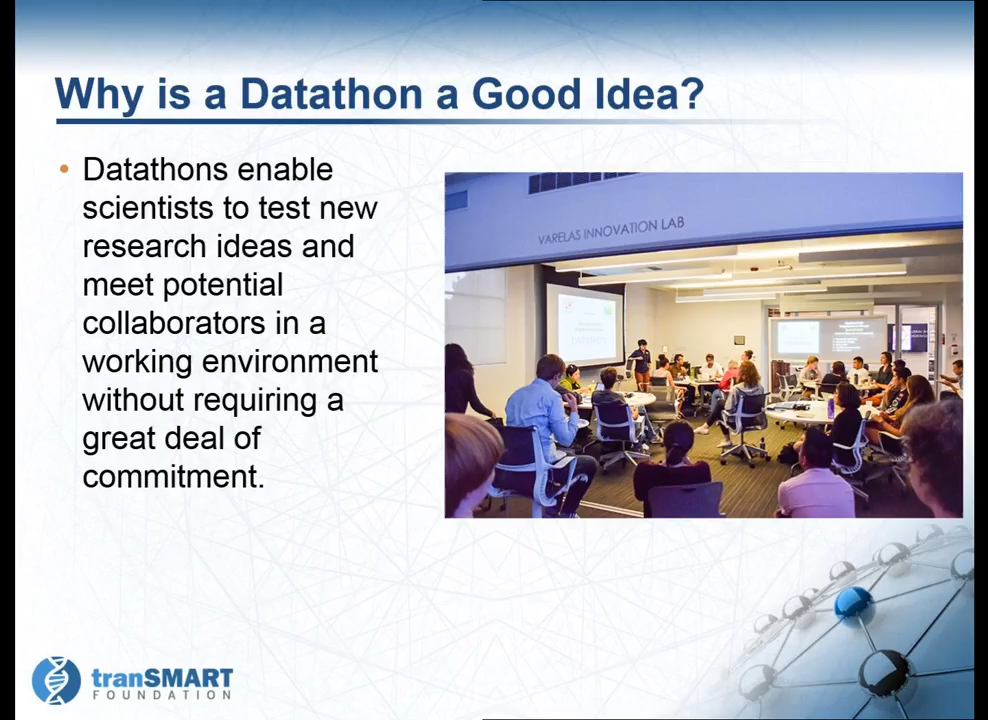 Why is a Datathon a Good Idea?
• Datathons enable
scientists to test new
research ideas and
meet potential
collaborators in a
working environment
without requiring a
great deal of
commitment.
VARELAS INNOVATION LAB
DATATHON
tranSMART
FOUNDATION